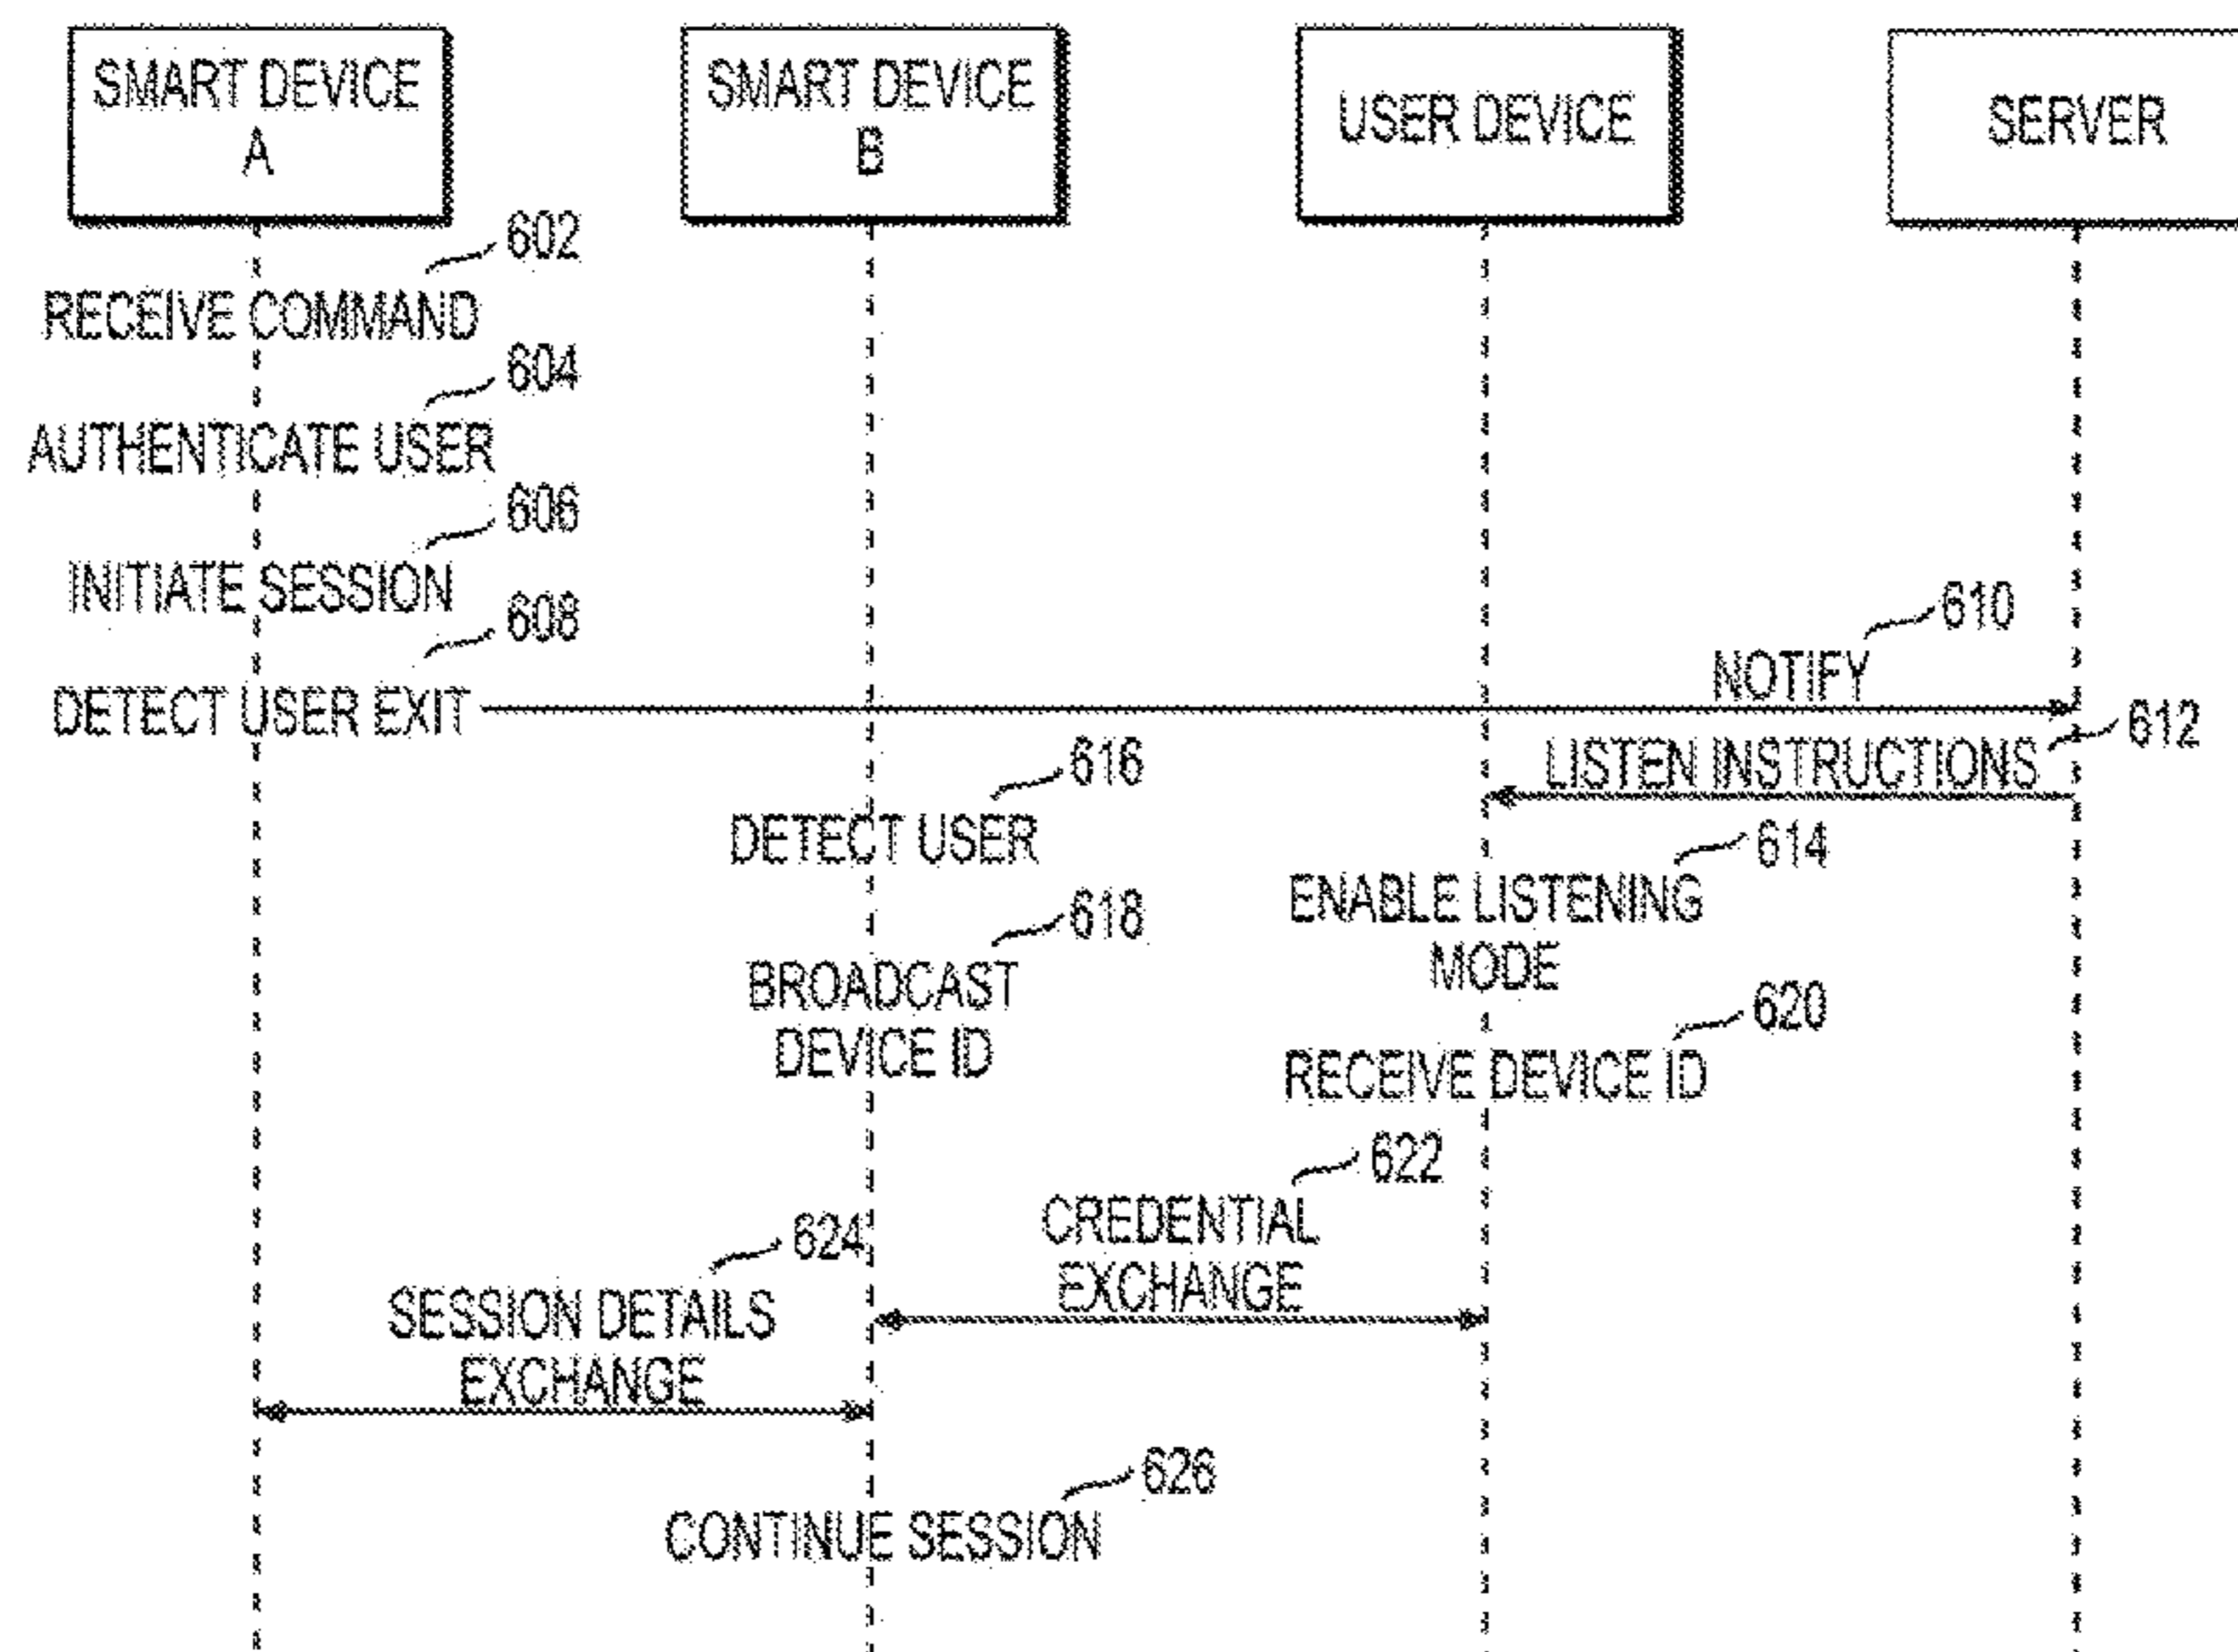 SMART DEVICE
A
SMART DEVICE
B
USER DEVICE
SERVER
602
RECEIVE COMMAND
604
AUTHENTICATE USER
606
INITIATE SESSION
608
DETECT USER EXIT
610
NOTIFY
612
LISTEN INSTRUCTIONS
616
DETECT USER
614
ENABLE LISTENING
MODE
618
BROADCAST
DEVICE ID
620
RECEIVE DEVICE ID
622
CREDENTIAL
EXCHANGE
624
SESSION DETAILS
EXCHANGE
626
CONTINUE SESSION